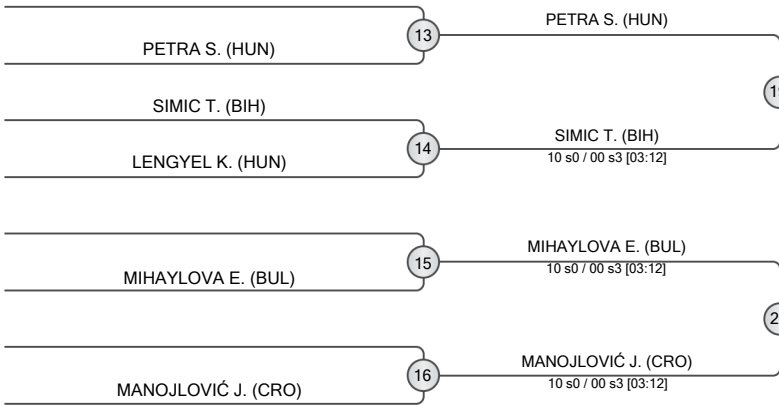 PETRA S. (HUN)
13
PETRA S. (HUN)
SIMIC T. (BIH)
14
LENGYEL K. (HUN)
SIMIC T. (BIH)
10 s0 / 00 s3 [03:12]
15
MIHAYLOVA E. (BUL)
MIHAYLOVA E. (BUL)
10 s0 / 00 s3 [03:12]
16
MANOJLOVIĆ J. (CRO)
MANOJLOVIĆ J. (CRO)
10 s0 / 00 s3 [03:12]